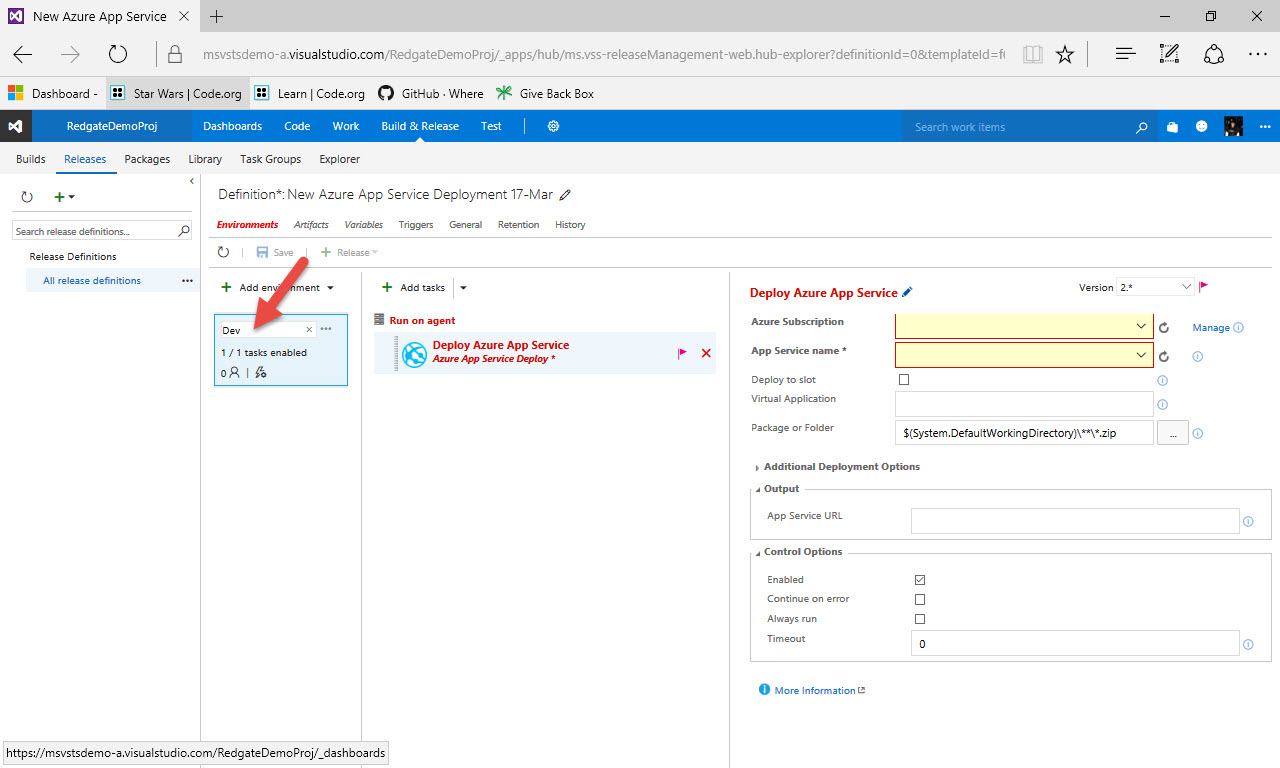 New Azure App Service
msvstsdemo-a.visualstudio.com/RedgateDemoProj/_apps/hub/ms.vss-releaseManagement-web.hub-explorer?definitionId=0&templateId=f
Dashboard - Star Wars | Code.org Learn | Code.org GitHub · Where Give Back Box
RedgateDemoProj Dashboards Code Work Build & Release Test Search work items
Builds Releases Packages Library Task Groups Explorer
Definition*: New Azure App Service Deployment 17-Mar
Search release definitions...
Environments Artifacts Variables Triggers General Retention History
Release Definitions
Save Release
All release definitions
Add environment Add tasks
Deploy Azure App Service Version 2.*
Run on agent
Azure Subscription Manage
Dev
Deploy Azure App Service
App Service name *
1 / 1 tasks enabled
Azure App Service Deploy *
0
Deploy to slot
Virtual Application
Package or Folder $(System.DefaultWorkingDirectory)\**\*.zip ...
Additional Deployment Options
Output
App Service URL
Control Options
Enabled
Continue on error
Always run
Timeout 0
More Information
https://msvstsdemo-a.visualstudio.com/RedgateDemoProj/_dashboards